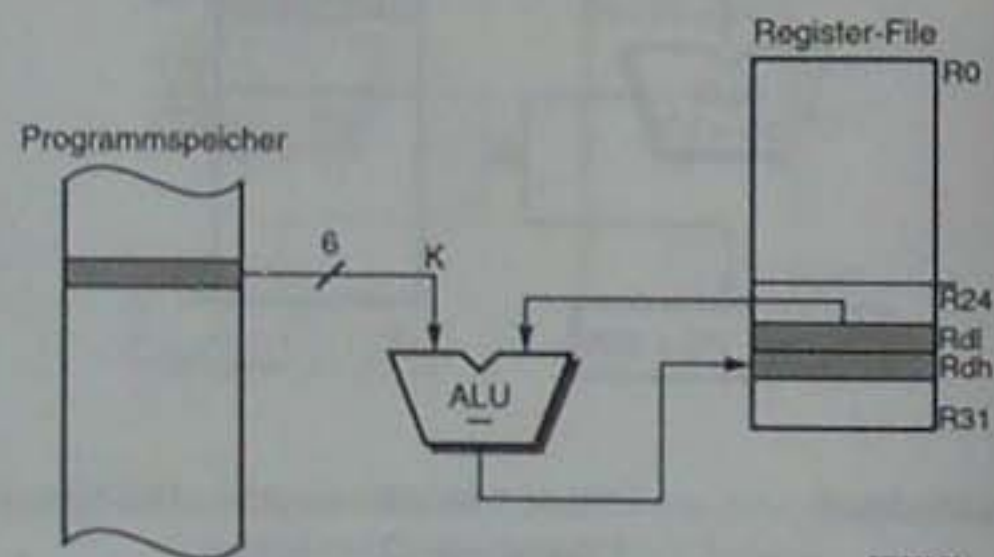 Register-File
R0
Programmspeicher
6
K
R24
Rdl
Rdh
ALU
–
R31